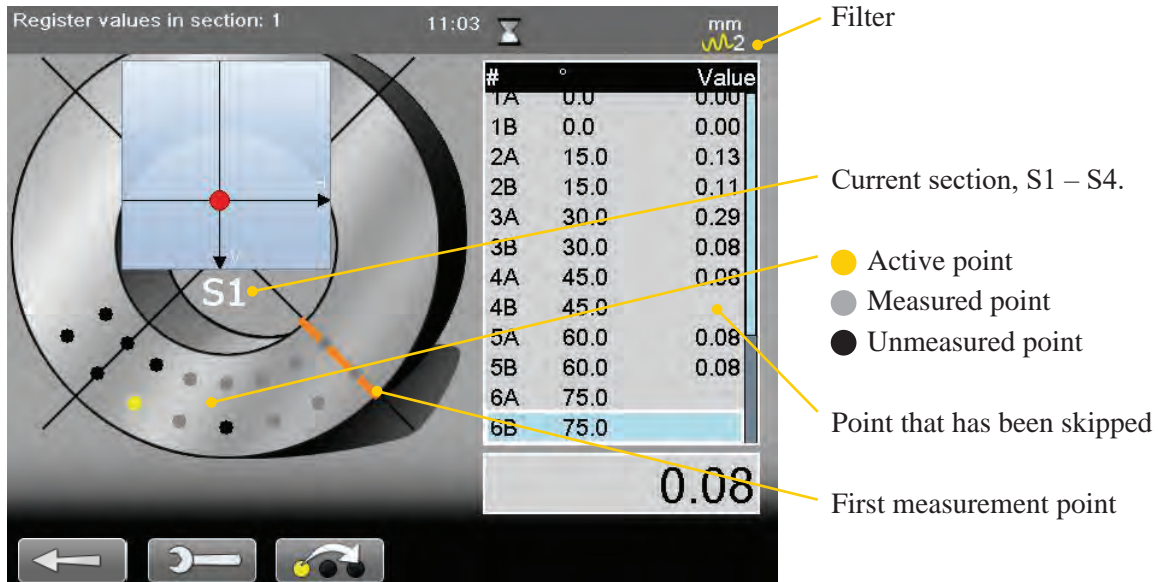 Register values in section: 1
11:03
mm
2
Filter
# ° Value
1A 0.0 0.00
1B 0.0 0.00
2A 15.0 0.13
2B 15.0 0.11
3A 30.0 0.29
3B 30.0 0.08
4A 45.0 0.08
4B 45.0
5A 60.0 0.08
5B 60.0 0.08
6A 75.0
6B 75.0
0.08
S1
Current section, S1 – S4.
Active point
Measured point
Unmeasured point
Point that has been skipped
First measurement point